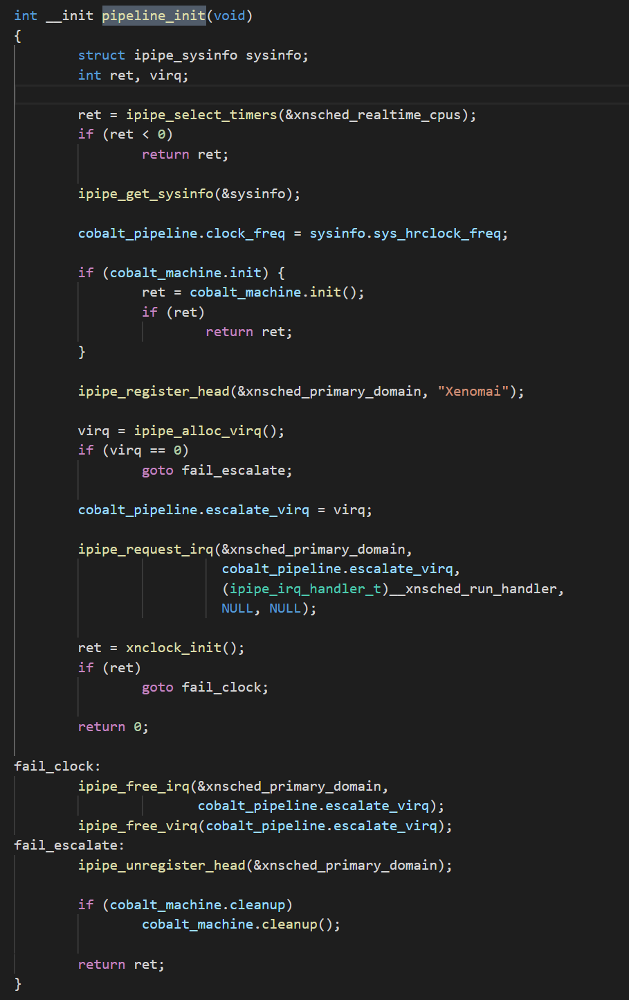 int __init pipeline_init(void)
{
        struct ipipe_sysinfo sysinfo;
        int ret, virq;

        ret = ipipe_select_timers(&xnsched_realtime_cpus);
        if (ret < 0)
                return ret;

        ipipe_get_sysinfo(&sysinfo);

        cobalt_pipeline.clock_freq = sysinfo.sys_hrclock_freq;

        if (cobalt_machine.init) {
                ret = cobalt_machine.init();
                if (ret)
                        return ret;
        }

        ipipe_register_head(&xnsched_primary_domain, "Xenomai");

        virq = ipipe_alloc_virq();
        if (virq == 0)
                goto fail_escalate;

        cobalt_pipeline.escalate_virq = virq;

        ipipe_request_irq(&xnsched_primary_domain,
                          cobalt_pipeline.escalate_virq,
                          (ipipe_irq_handler_t)__xnsched_run_handler,
                          NULL, NULL);

        ret = xnclock_init();
        if (ret)
                goto fail_clock;

        return 0;

fail_clock:
        ipipe_free_irq(&xnsched_primary_domain,
                       cobalt_pipeline.escalate_virq);
        ipipe_free_virq(cobalt_pipeline.escalate_virq);
fail_escalate:
        ipipe_unregister_head(&xnsched_primary_domain);

        if (cobalt_machine.cleanup)
                cobalt_machine.cleanup();

        return ret;
}